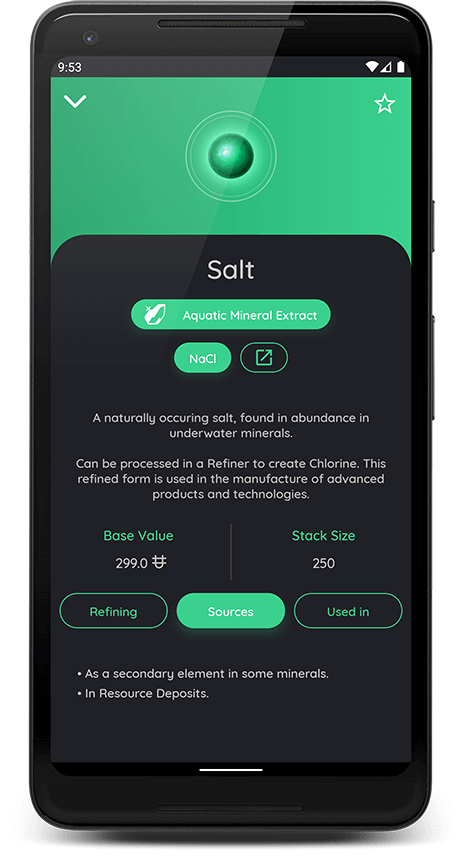 9:53
Salt
Aquatic Mineral Extract
NaCl
A naturally occuring salt, found in abundance in
underwater minerals.
Can be processed in a Refiner to create Chlorine. This
refined form is used in the manufacture of advanced
products and technologies.
Base Value
Stack Size
299.0
250
Refining
Sources
Used in
• As a secondary element in some minerals.
• In Resource Deposits.